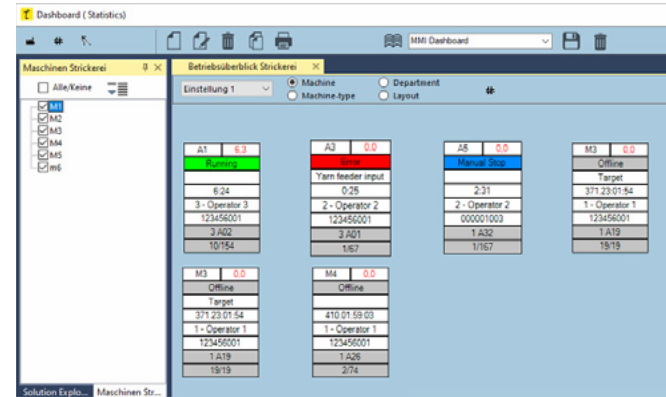 Dashboard ( Statistics)
MMI Dashboard
Maschinen Strickerei
Betriebsüberblick Strickerei
Alle/Keine
Einstellung 1
Machine
Department
Machine-type
Layout
M1
M2
M3
M4
M5
m6
A1 6,3
Running
6:24
3 - Operator 3
123456001
3 A02
10/154
A3 0,0
Error
Yarn feeder input
0:25
2 - Operator 2
123456001
3 A01
1/67
A5 0,0
Manual Stop
2:31
2 - Operator 2
000001003
1 A32
1/167
M3 0,0
Offline
Target
371.23:01:54
1 - Operator 1
123456001
1 A19
19/19
M3 0,0
Offline
Target
371.23:01:54
1 - Operator 1
123456001
1 A19
19/19
M4 0,0
Offline
410.01:59:03
1 - Operator 1
123456001
1 A26
2/74
Solution Explo... Maschinen Str...